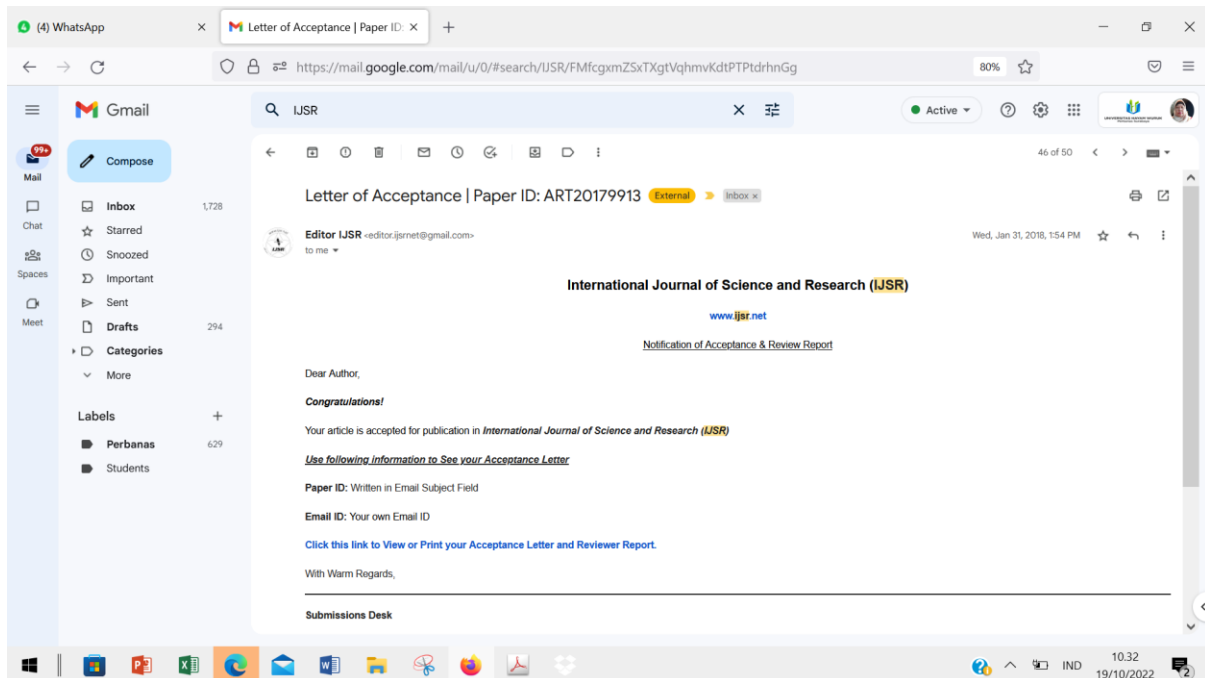 (4) WhatsApp
Letter of Acceptance | Paper ID:
https://mail.google.com/mail/u/0/#search/IJSR/FMfcgxmZSxTXgtVqhmvKdtPTPtdrhnGg
80%
Gmail
IJSR
Active
99+
Mail
Chat
Spaces
Meet
Compose
Inbox 1,728
Starred
Snoozed
Important
Sent
Drafts 294
Categories
More
Labels
Perbanas 629
Students
46 of 50
Letter of Acceptance | Paper ID: ART20179913 External Inbox x
Editor IJSR <editor.ijsrnet@gmail.com>
Wed, Jan 31, 2018, 1:54 PM
to me
International Journal of Science and Research (IJSR)
www.ijsr.net
Notification of Acceptance & Review Report
Dear Author,
Congratulations!
Your article is accepted for publication in International Journal of Science and Research (IJSR)
Use following information to See your Acceptance Letter
Paper ID: Written in Email Subject Field
Email ID: Your own Email ID
Click this link to View or Print your Acceptance Letter and Reviewer Report.
With Warm Regards,
Submissions Desk
IND
10.32
19/10/2022
2